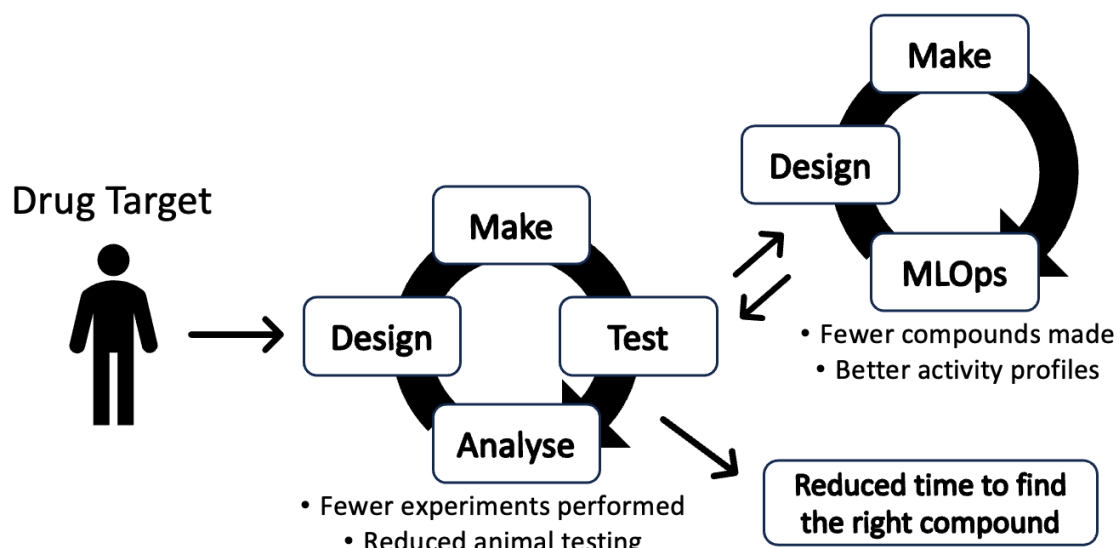 Drug Target
Make
Design
Test
Analyse
• Fewer experiments performed
• Reduced animal testing
Make
Design
MLOps
• Fewer compounds made
• Better activity profiles
Reduced time to find
the right compound